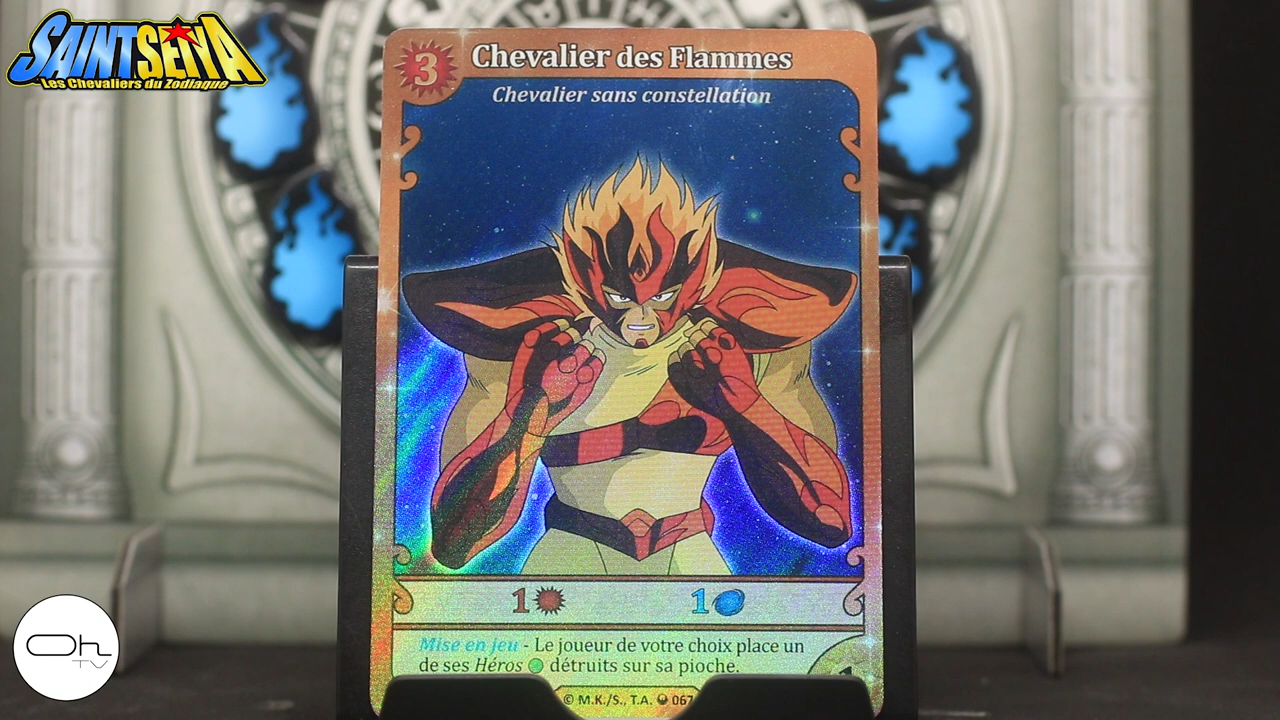 SAINT SEIYA
Les Chevaliers du Zodiaque
3
Chevalier des Flammes
Chevalier sans constellation
1 1
Mise en jeu - Le joueur de votre choix place un
de ses Héros détruits sur sa pioche.
© M.K./S., T.A. 067
Oh
TV